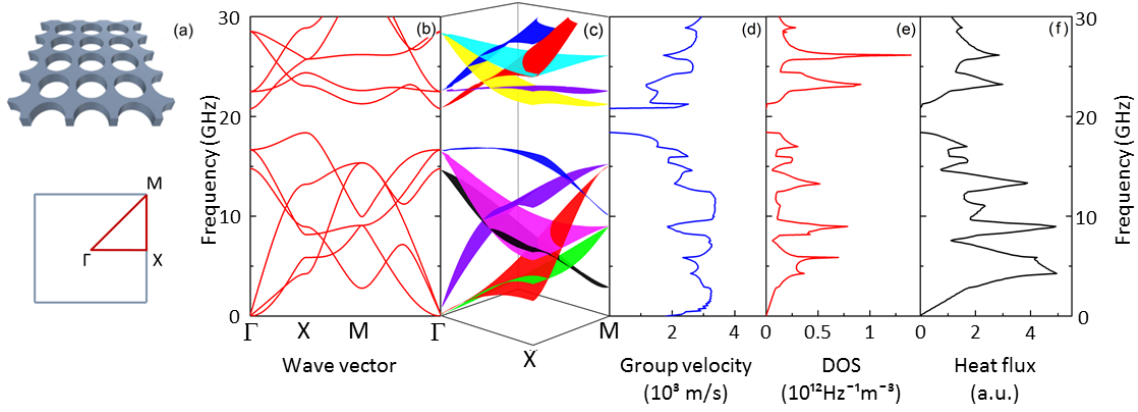 (a)
M
Γ
X
Frequency (GHz)
30
20
10
0
(b)
Γ X M Γ
Wave vector
(c)
X
M
(d)
2 4
Group velocity
(10³ m/s)
(e)
0 0.5 1
DOS
(10¹²Hz⁻¹m⁻³)
(f)
0 2 4
Heat flux
(a.u.)
30
20
10
0
Frequency (GHz)